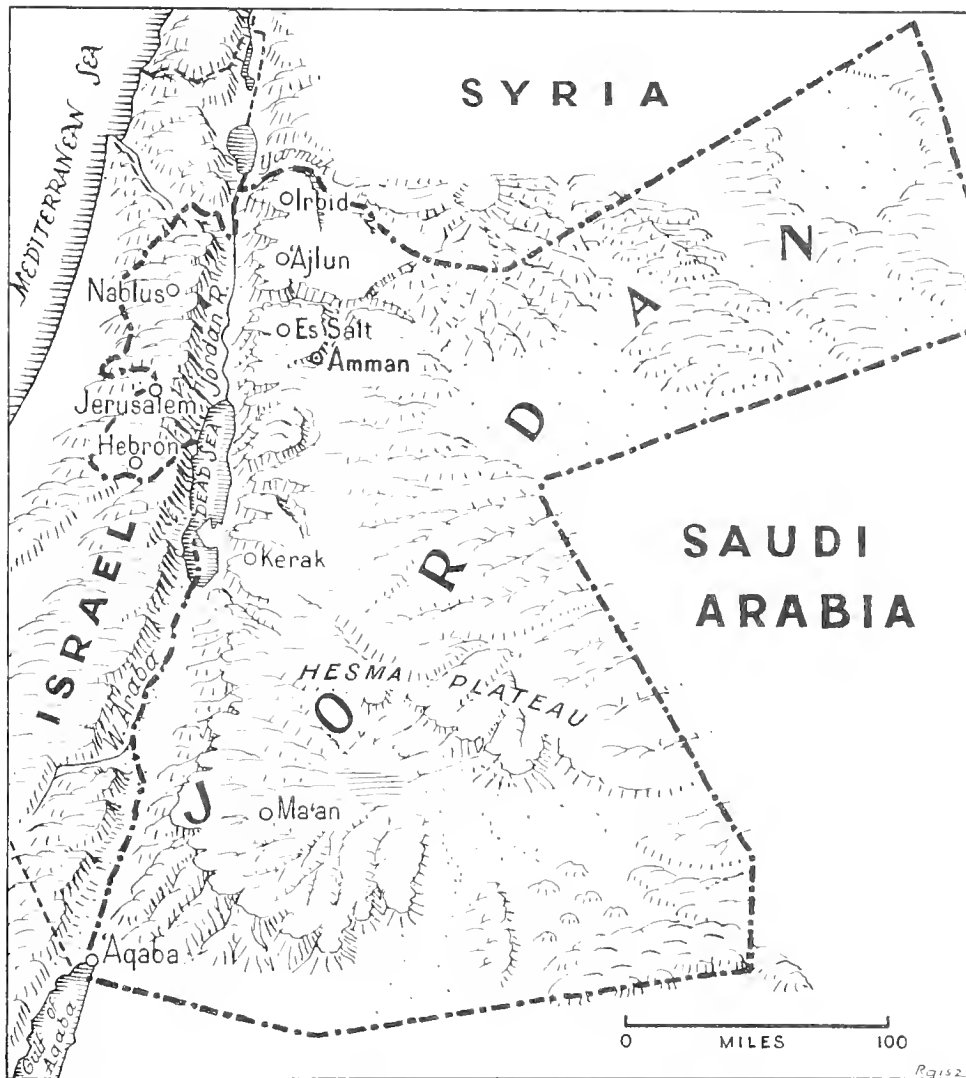 MEDITERRANEAN SEA
SYRIA
Yarmuk
Irbid
'Ajlun
Nablus
Jordan R.
Es Salt
Amman
Jerusalem
Hebron
DEAD SEA
JORDAN
ISRAEL
Kerak
SAUDI
ARABIA
W. Araba
HESMA PLATEAU
Ma'an
'Aqaba
Gulf of
Aqaba
0 MILES 100